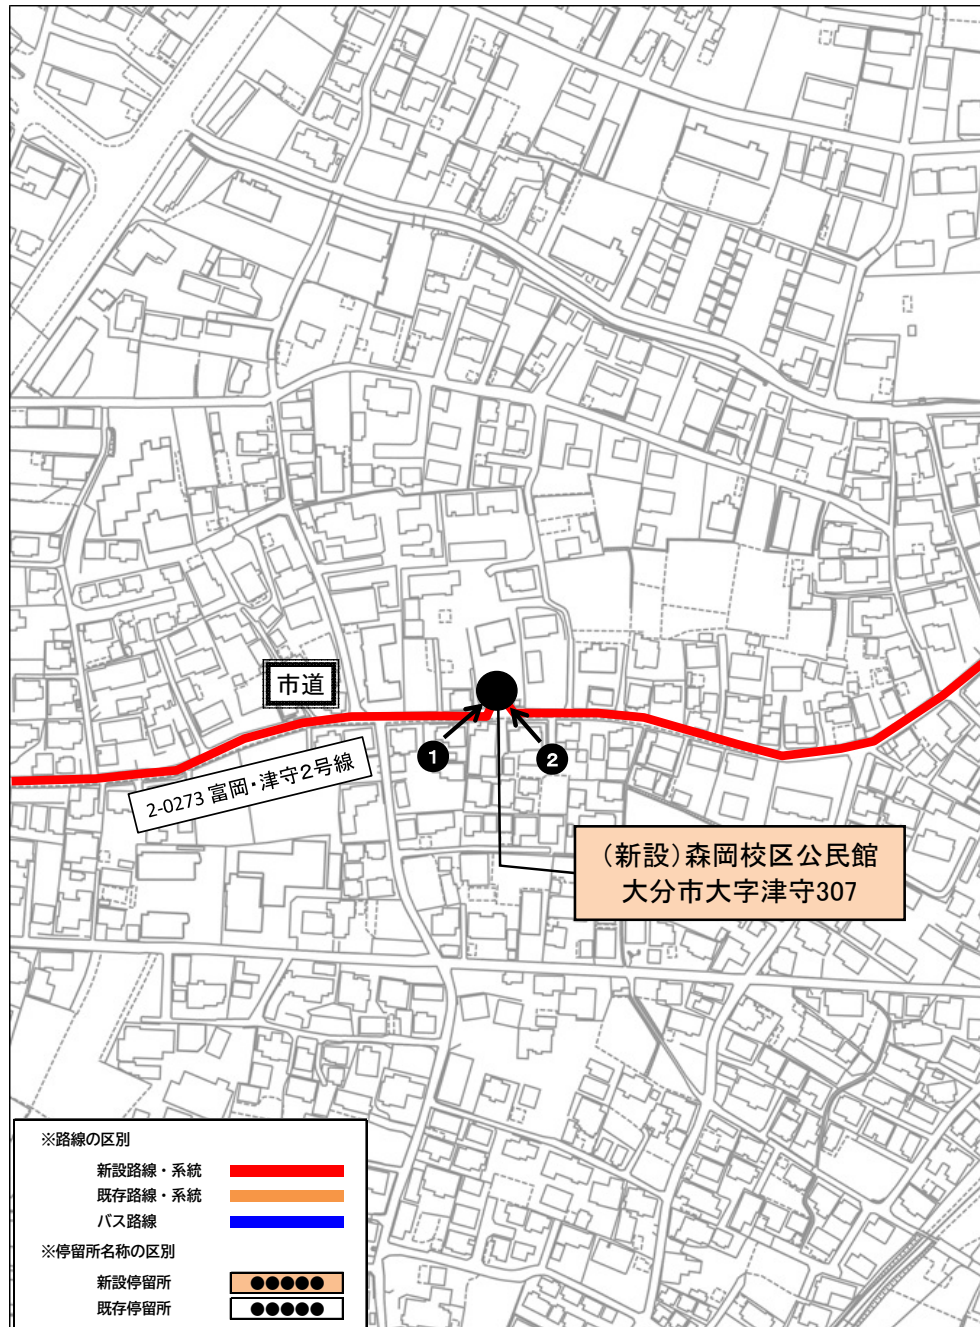 市道
❶
❷
2-0273 富岡・津守2号線
(新設)森岡校区公民館
大分市大字津守307
※路線の区別
新設路線・系統
既存路線・系統
バス路線
※停留所名称の区別
新設停留所 ●●●●●
既存停留所 ●●●●●